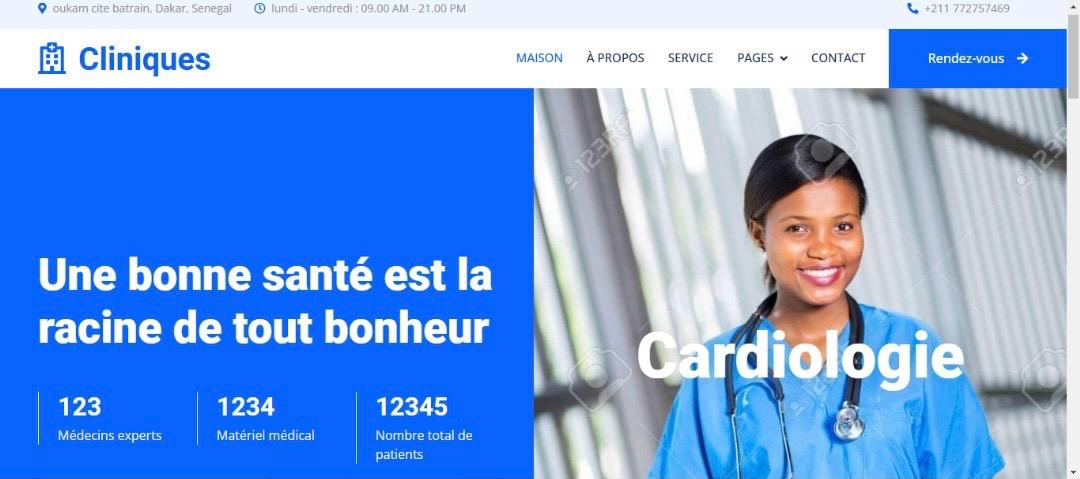 oukam cite batrain, Dakar, Senegal
lundi - vendredi : 09.00 AM - 21.00 PM
+211 772757469
Cliniques
MAISON
À PROPOS
SERVICE
PAGES
CONTACT
Rendez-vous
Une bonne santé est la
racine de tout bonheur
123
Médecins experts
1234
Matériel médical
12345
Nombre total de
patients
Cardiologie
123RF
123RF